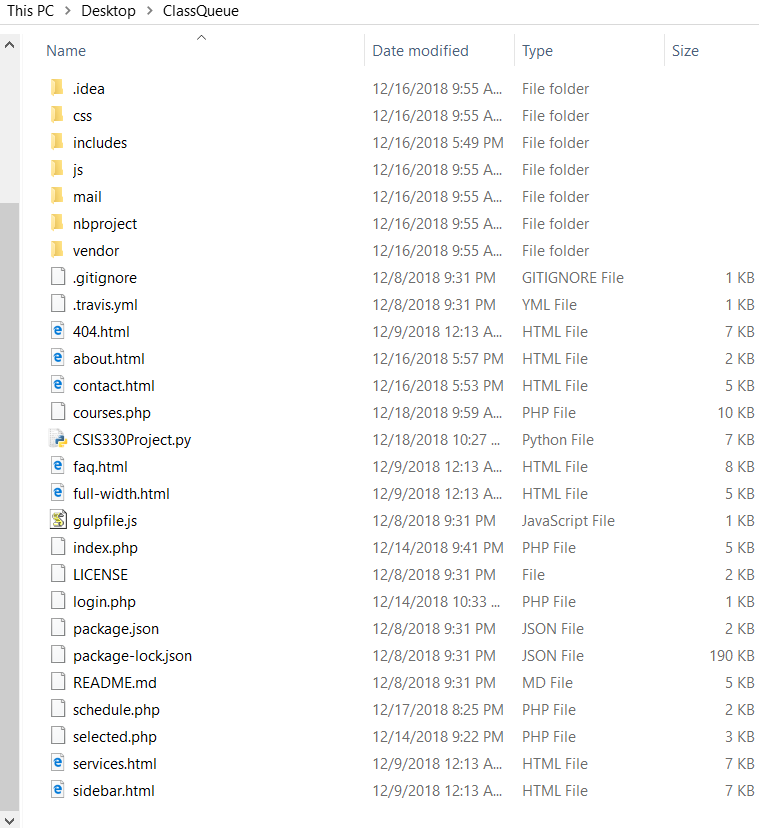 This PC > Desktop > ClassQueue
Name Date modified Type Size
.idea 12/16/2018 9:55 A... File folder
css 12/16/2018 9:55 A... File folder
includes 12/16/2018 5:49 PM File folder
js 12/16/2018 9:55 A... File folder
mail 12/16/2018 9:55 A... File folder
nbproject 12/16/2018 9:55 A... File folder
vendor 12/16/2018 9:55 A... File folder
.gitignore 12/8/2018 9:31 PM GITIGNORE File 1 KB
.travis.yml 12/8/2018 9:31 PM YML File 1 KB
404.html 12/9/2018 12:13 A... HTML File 7 KB
about.html 12/16/2018 5:57 PM HTML File 2 KB
contact.html 12/16/2018 5:53 PM HTML File 5 KB
courses.php 12/18/2018 9:59 A... PHP File 10 KB
CSIS330Project.py 12/18/2018 10:27 ... Python File 7 KB
faq.html 12/9/2018 12:13 A... HTML File 8 KB
full-width.html 12/9/2018 12:13 A... HTML File 5 KB
gulpfile.js 12/8/2018 9:31 PM JavaScript File 1 KB
index.php 12/14/2018 9:41 PM PHP File 5 KB
LICENSE 12/8/2018 9:31 PM File 2 KB
login.php 12/14/2018 10:33 ... PHP File 1 KB
package.json 12/8/2018 9:31 PM JSON File 2 KB
package-lock.json 12/8/2018 9:31 PM JSON File 190 KB
README.md 12/8/2018 9:31 PM MD File 5 KB
schedule.php 12/17/2018 8:25 PM PHP File 2 KB
selected.php 12/14/2018 9:22 PM PHP File 3 KB
services.html 12/9/2018 12:13 A... HTML File 7 KB
sidebar.html 12/9/2018 12:13 A... HTML File 7 KB